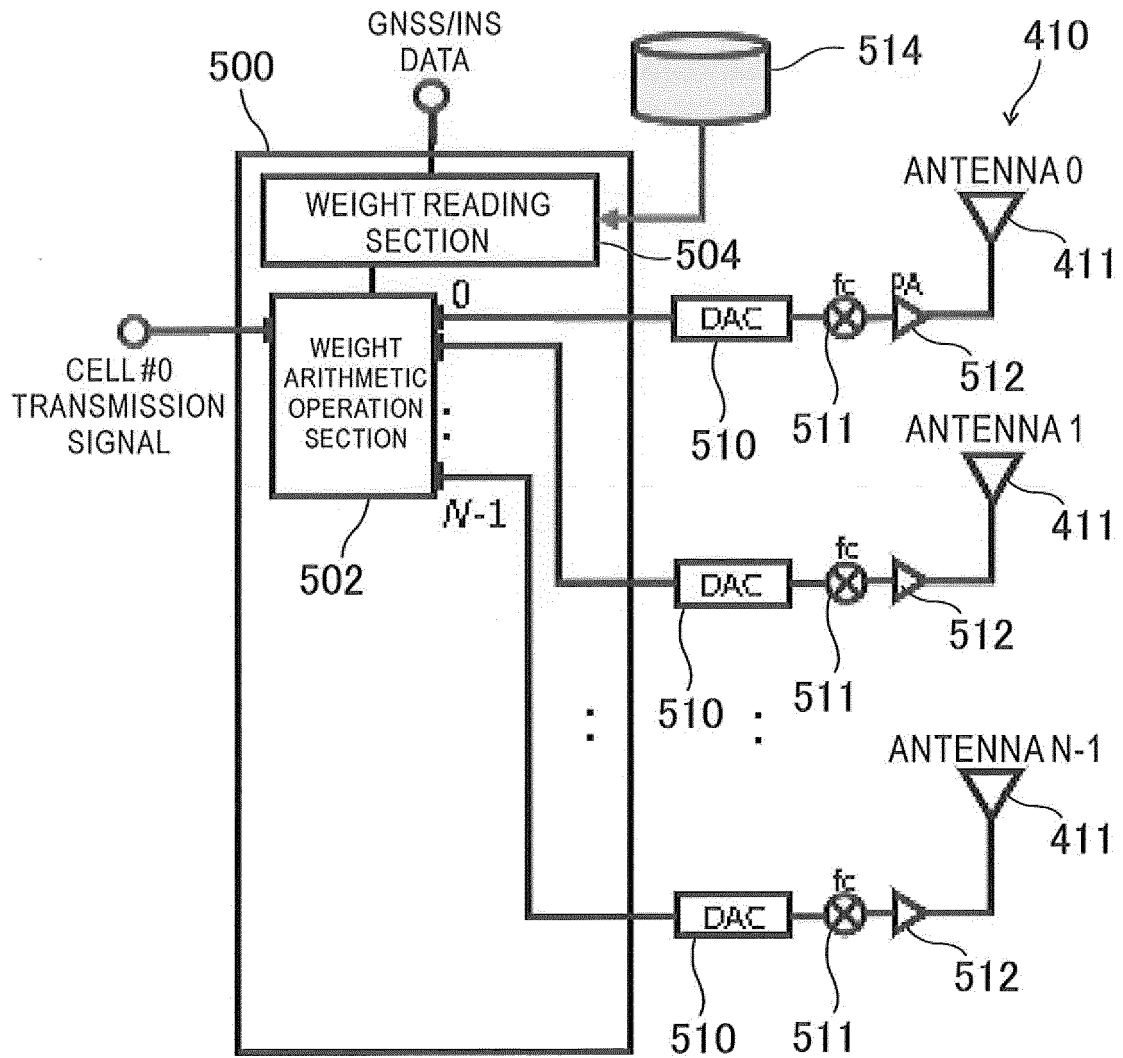 GNSS/INS
DATA
500
514
410
ANTENNA 0
WEIGHT READING
SECTION
504
411
0
fc
PA
DAC
CELL #0
TRANSMISSION
SIGNAL
WEIGHT
ARITHMETIC
OPERATION
SECTION
510
511
512
ANTENNA 1
N-1
411
502
fc
DAC
512
510
511
ANTENNA N-1
411
fc
DAC
512
510
511